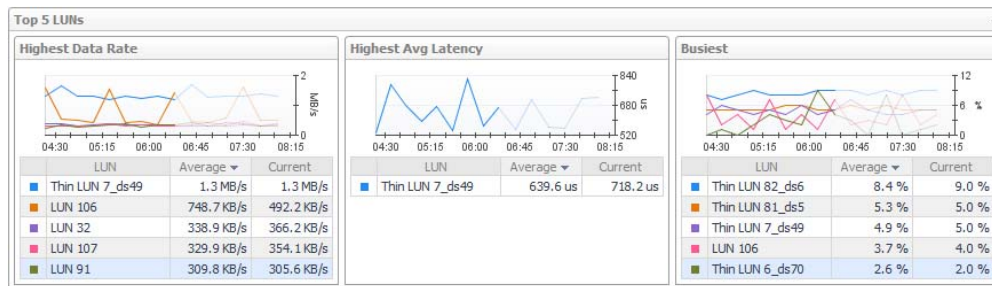 Top 5 LUNs
Highest Data Rate
2
MB/s
0
04:30 05:15 06:00 06:45 07:30 08:15
LUN Average Current
Thin LUN 7_ds49 1.3 MB/s 1.3 MB/s
LUN 106 748.7 KB/s 492.2 KB/s
LUN 32 338.9 KB/s 366.2 KB/s
LUN 107 329.9 KB/s 354.1 KB/s
LUN 91 309.8 KB/s 305.6 KB/s
Highest Avg Latency
840
680 us
520
04:30 05:15 06:00 06:45 07:30 08:15
LUN Average Current
Thin LUN 7_ds49 639.6 us 718.2 us
Busiest
12
6 %
0
04:30 05:15 06:00 06:45 07:30 08:15
LUN Average Current
Thin LUN 82_ds6 8.4 % 9.0 %
Thin LUN 81_ds5 5.3 % 5.0 %
Thin LUN 7_ds49 4.9 % 5.0 %
LUN 106 3.7 % 4.0 %
Thin LUN 6_ds70 2.6 % 2.0 %